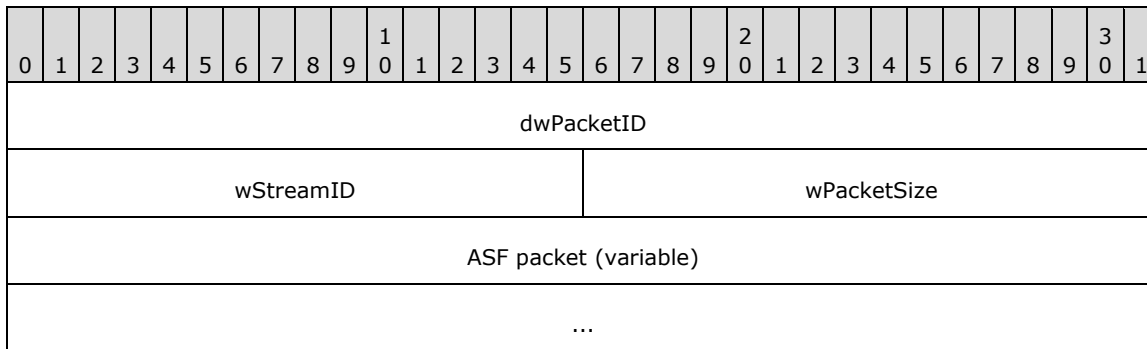 1 2 3
0 1 2 3 4 5 6 7 8 9 0 1 2 3 4 5 6 7 8 9 0 1 2 3 4 5 6 7 8 9 0 1
dwPacketID
wStreamID wPacketSize
ASF packet (variable)
...